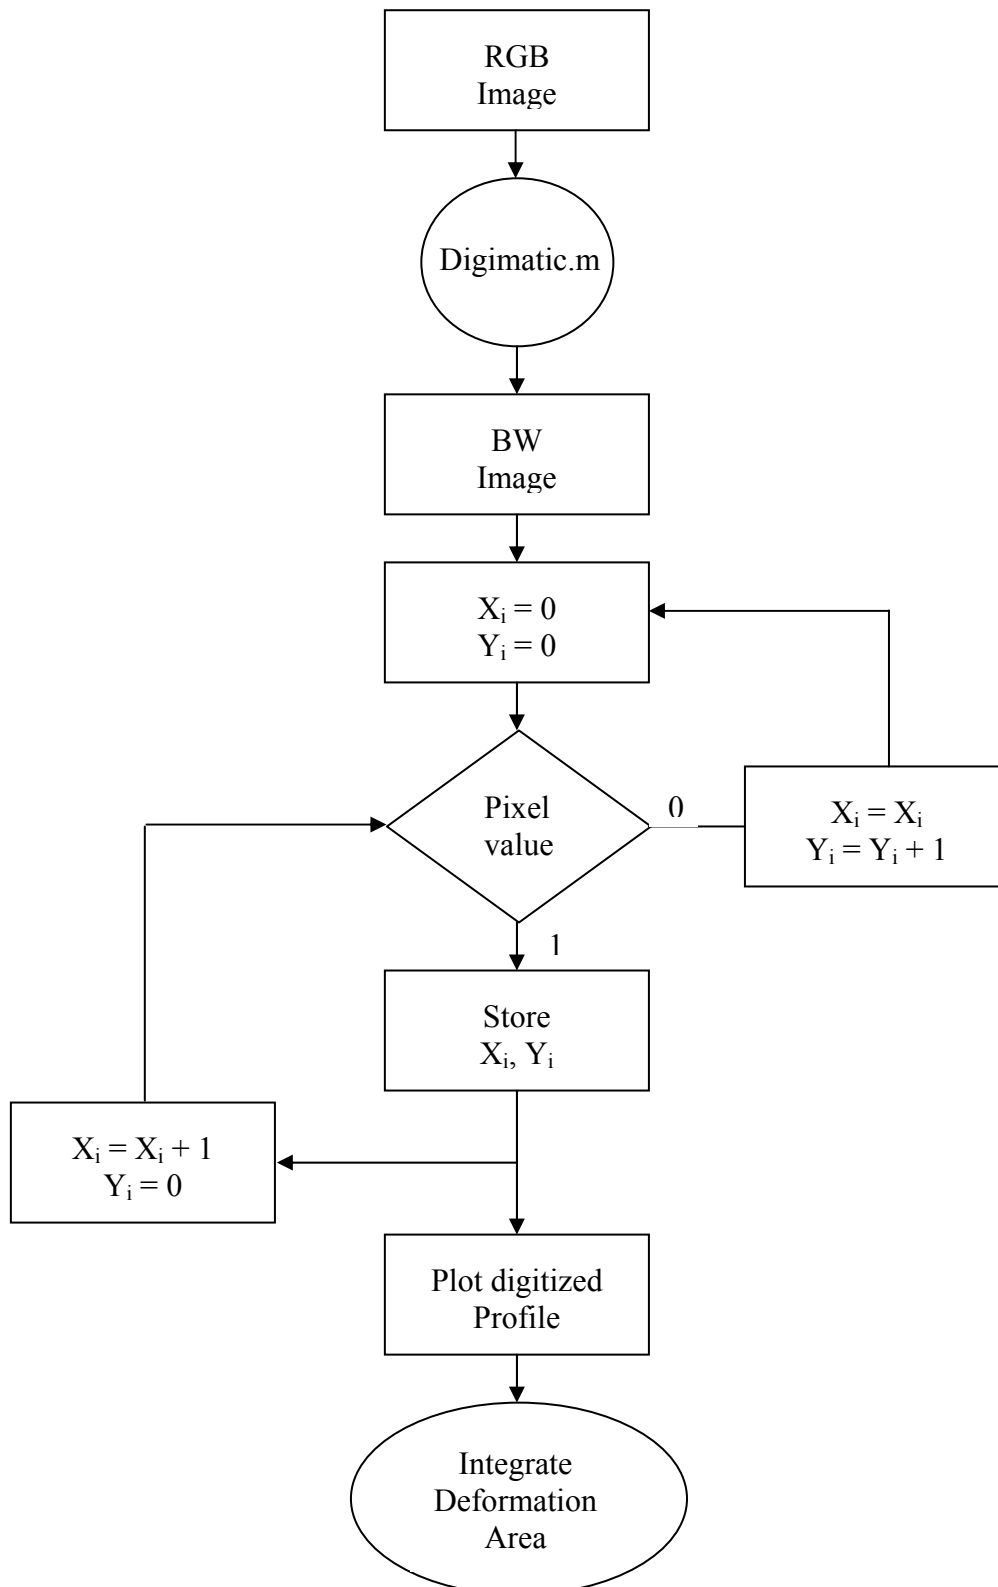 RGB
Image
Digimatic.m
BW
Image
Xᵢ = 0
Yᵢ = 0
Pixel
value
0
Xᵢ = Xᵢ
Yᵢ = Yᵢ + 1
1
Store
Xᵢ, Yᵢ
Xᵢ = Xᵢ + 1
Yᵢ = 0
Plot digitized
Profile
Integrate
Deformation
Area